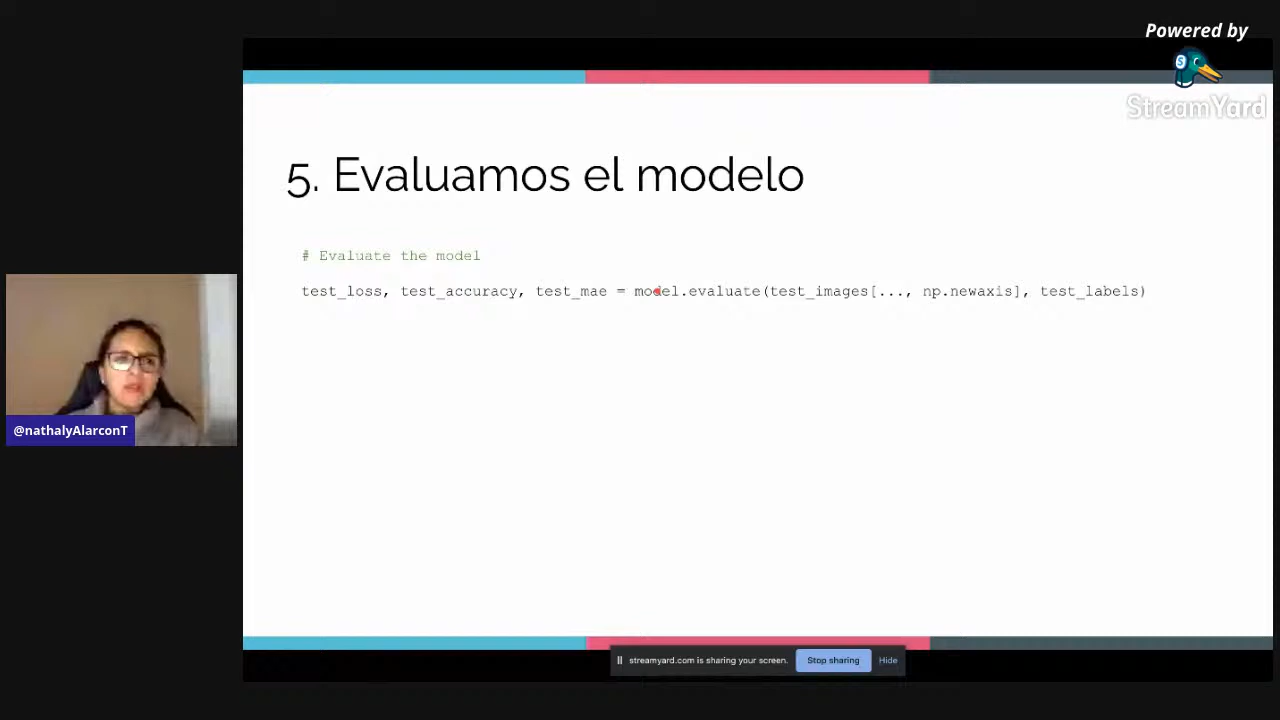 Powered by
StreamYard
5. Evaluamos el modelo
# Evaluate the model
test_loss, test_accuracy, test_mae = model.evaluate(test_images[..., np.newaxis], test_labels)
@nathalyAlarconT
streamyard.com is sharing your screen.
Stop sharing
Hide